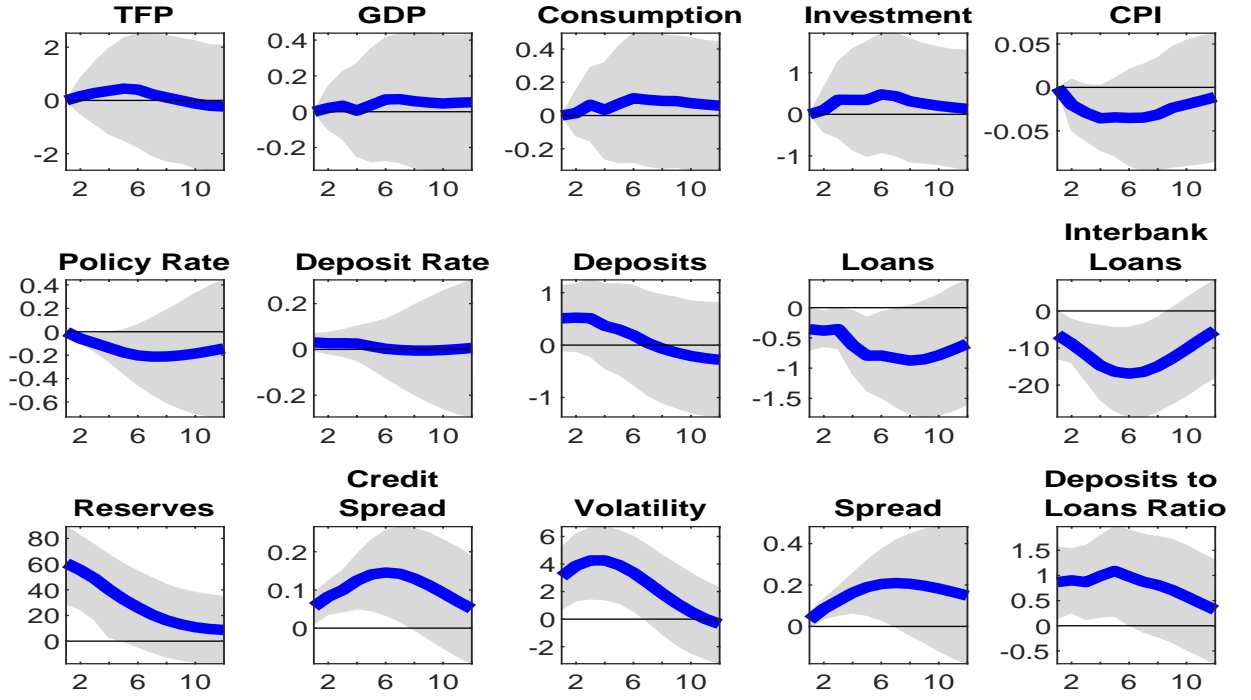 TFP
2
0
-2
2 6 10
GDP
0.4
0.2
0
-0.2
2 6 10
Consumption
0.4
0.2
0
-0.2
2 6 10
Investment
1
0
-1
2 6 10
CPI
0.05
0
-0.05
2 6 10
Policy Rate
0.4
0.2
0
-0.2
-0.4
-0.6
2 6 10
Deposit Rate
0.2
0
-0.2
2 6 10
Deposits
1
0
-1
2 6 10
Loans
0
-0.5
-1
-1.5
2 6 10
Interbank
Loans
0
-10
-20
2 6 10
Reserves
80
60
40
20
0
2 6 10
Credit
Spread
0.2
0.1
0
2 6 10
Volatility
6
4
2
0
-2
2 6 10
Spread
0.4
0.2
0
2 6 10
Deposits to
Loans Ratio
1.5
1
0.5
0
-0.5
2 6 10